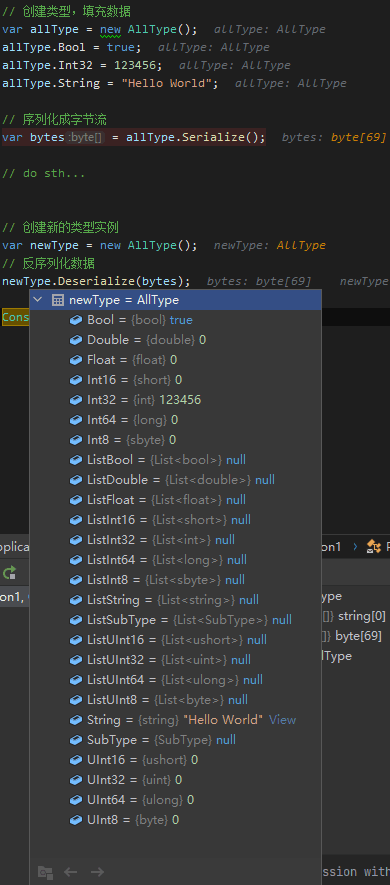 // 创建类型，填充数据
var allType = new AllType();  allType: AllType
allType.Bool = true;  allType: AllType
allType.Int32 = 123456;  allType: AllType
allType.String = "Hello World";  allType: AllType
// 序列化成字节流
var bytes :byte[] = allType.Serialize();  bytes: byte[69]
// do sth...
// 创建新的类型实例
var newType = new AllType();  newType: AllType
// 反序列化数据
newType.Deserialize(bytes);  bytes: byte[69]  newType
Cons
newType = AllType
Bool = {bool} true
Double = {double} 0
Float = {float} 0
Int16 = {short} 0
Int32 = {int} 123456
Int64 = {long} 0
Int8 = {sbyte} 0
ListBool = {List<bool>} null
ListDouble = {List<double>} null
ListFloat = {List<float>} null
ListInt16 = {List<short>} null
ListInt32 = {List<int>} null
ListInt64 = {List<long>} null
ListInt8 = {List<sbyte>} null
ListString = {List<string>} null
ListSubType = {List<SubType>} null
ListUInt16 = {List<ushort>} null
ListUInt32 = {List<uint>} null
ListUInt64 = {List<ulong>} null
ListUInt8 = {List<byte>} null
String = {string} "Hello World" View
SubType = {SubType} null
UInt16 = {ushort} 0
UInt32 = {uint} 0
UInt64 = {ulong} 0
UInt8 = {byte} 0
pplica
on1
on1,
ype
[]} string[0]
]} byte[69]
llType
ssion with